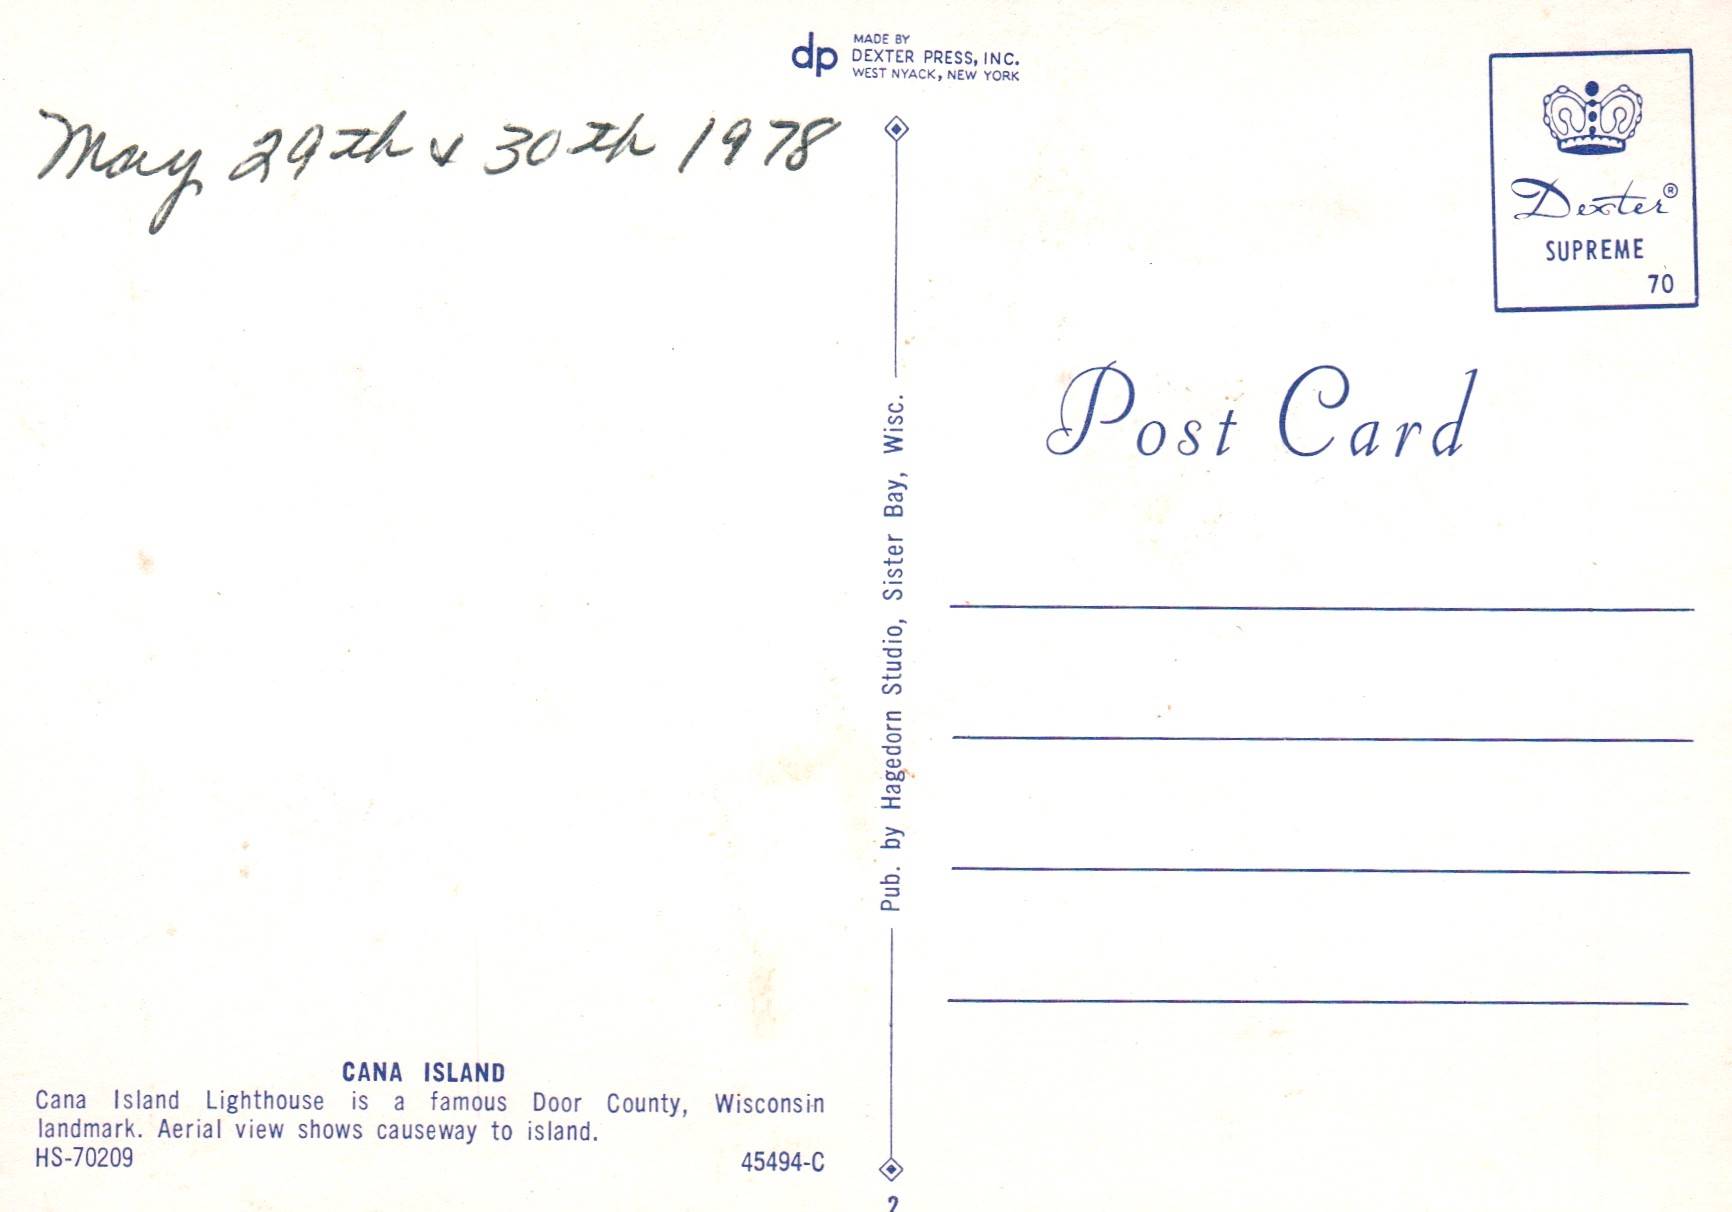 dp
MADE BY
DEXTER PRESS, INC.
WEST NYACK, NEW YORK
May 29th & 30th 1978
Dexter®
SUPREME
70
Post Card
Pub. by Hagedorn Studio, Sister Bay, Wisc.
CANA ISLAND
Cana Island Lighthouse is a famous Door County, Wisconsin
landmark. Aerial view shows causeway to island.
HS-70209
45494-C
2